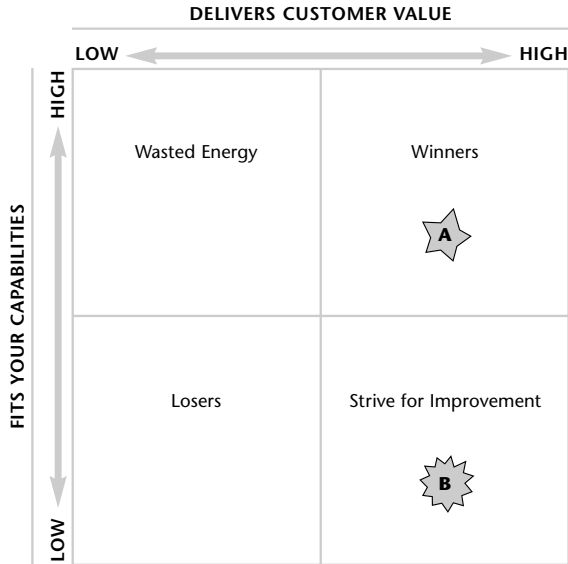 DELIVERS CUSTOMER VALUE
LOW HIGH
FITS YOUR CAPABILITIES
HIGH
Wasted Energy Winners
A
Losers Strive for Improvement
B
LOW